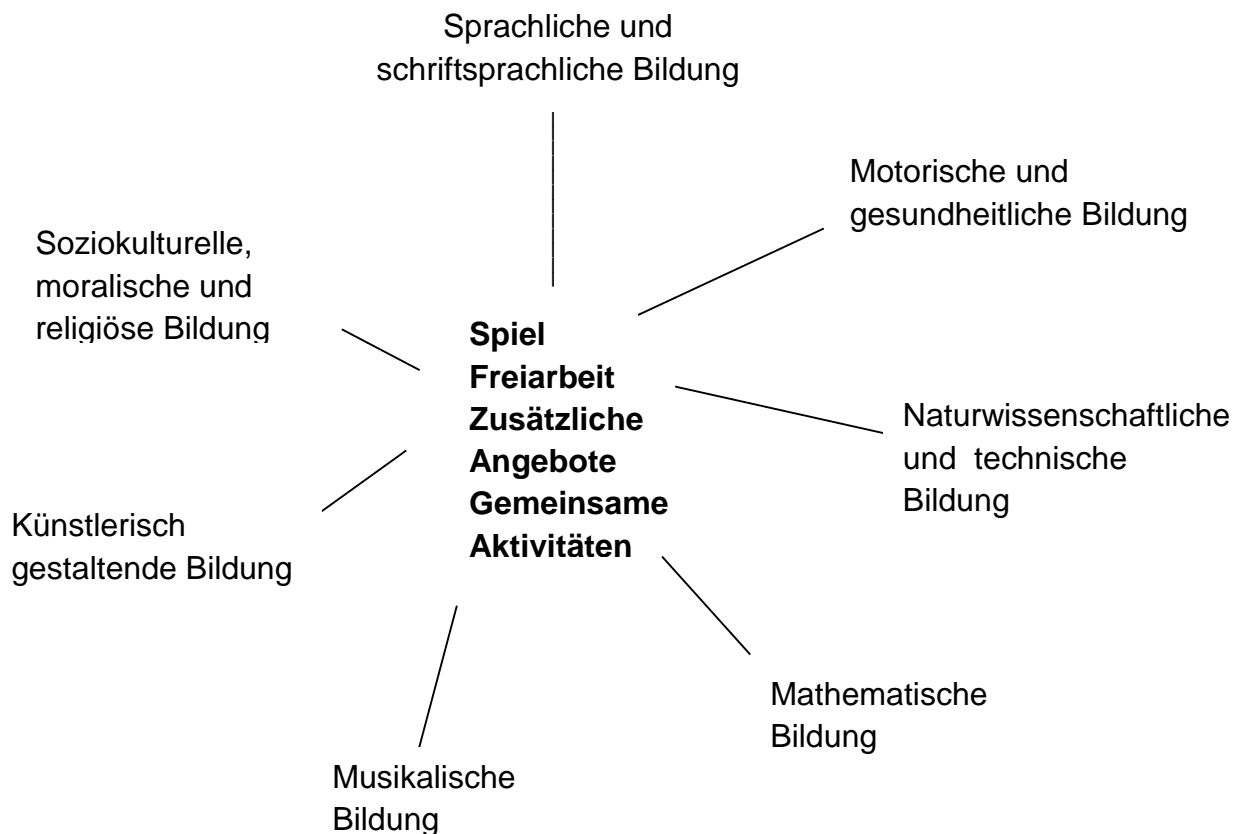 Sprachliche und
schriftsprachliche Bildung
Motorische und
gesundheitliche Bildung
Soziokulturelle,
moralische und
religiöse Bildung
Spiel
Freiarbeit
Zusätzliche
Angebote
Gemeinsame
Aktivitäten
Naturwissenschaftliche
und technische
Bildung
Künstlerisch
gestaltende Bildung
Mathematische
Bildung
Musikalische
Bildung